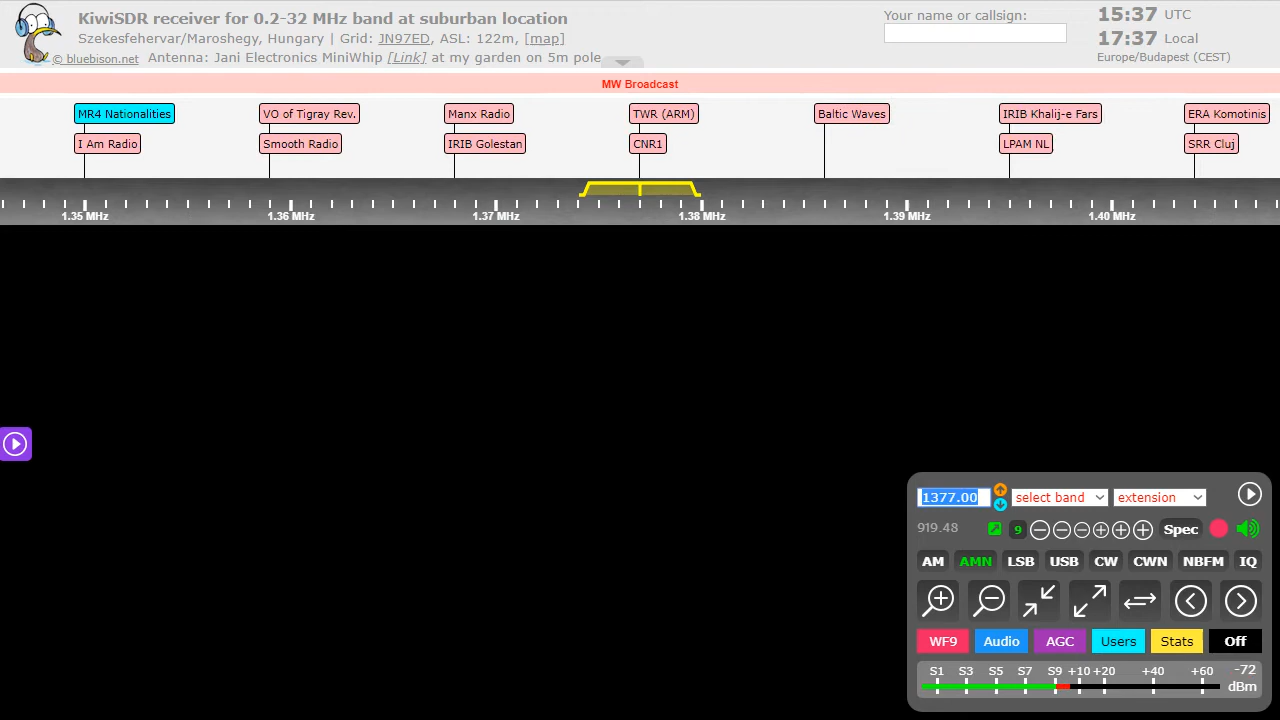 KiwiSDR receiver for 0.2-32 MHz band at suburban location
Szekesfehervar/Maroshegy, Hungary | Grid: JN97ED, ASL: 122m, [map]
© bluebison.net Antenna: Jani Electronics MiniWhip [Link] at my garden on 5m pole
Your name or callsign:
15:37 UTC
17:37 Local
Europe/Budapest (CEST)
MW Broadcast
MR4 Nationalities VO of Tigray Rev. Manx Radio TWR (ARM) Baltic Waves IRIB Khalij-e Fars ERA Komotinis
I Am Radio Smooth Radio IRIB Golestan CNR1 LPAM NL SRR Cluj
1.35 MHz 1.36 MHz 1.37 MHz 1.38 MHz 1.39 MHz 1.40 MHz
1377.00 select band extension
919.48 9 Spec
AM AMN LSB USB CW CWN NBFM IQ
WF9 Audio AGC Users Stats Off
S1 S3 S5 S7 S9 +10 +20 +40 +60 -72
dBm